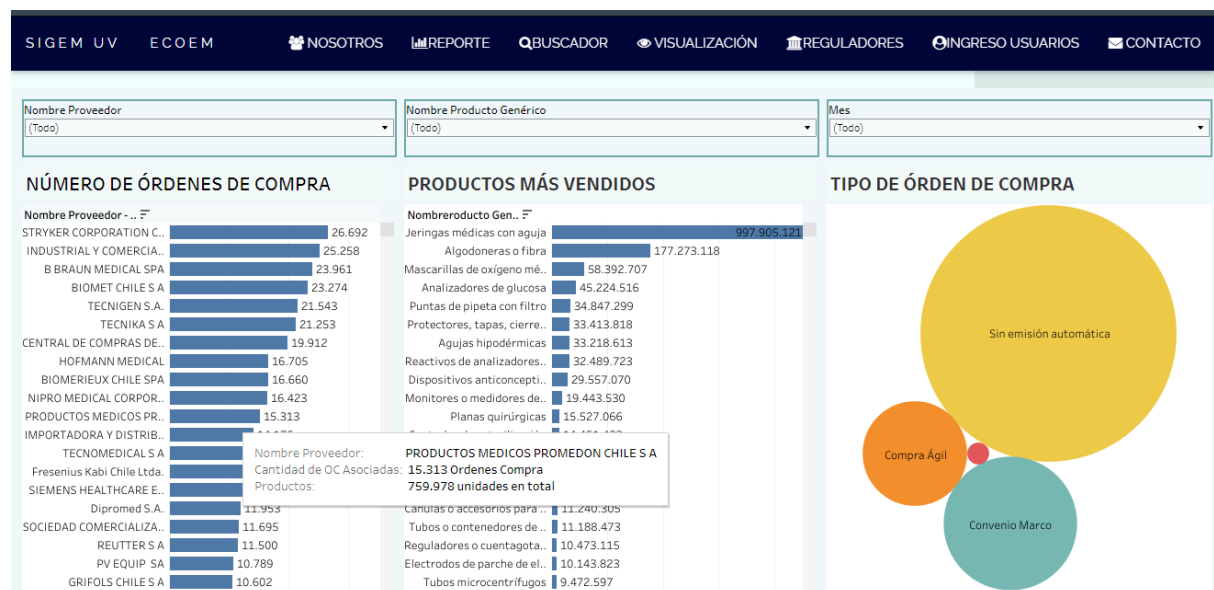 SIGEM UV ECOEM NOSOTROS REPORTE BUSCADOR VISUALIZACIÓN REGULADORES INGRESO USUARIOS CONTACTO
Nombre Proveedor
(Todo)
Nombre Producto Genérico
(Todo)
Mes
(Todo)
NÚMERO DE ÓRDENES DE COMPRA
Nombre Proveedor - ..
STRYKER CORPORATION C.. 26.692
INDUSTRIAL Y COMERCIA.. 25.258
B BRAUN MEDICAL SPA 23.961
BIOMET CHILE S A 23.274
TECNIGEN S.A. 21.543
TECNIKA S A 21.253
CENTRAL DE COMPRAS DE.. 19.912
HOFMANN MEDICAL 16.705
BIOMERIEUX CHILE SPA 16.660
NIPRO MEDICAL CORPOR.. 16.423
PRODUCTOS MEDICOS PR.. 15.313
IMPORTADORA Y DISTRIB..
TECNOMEDICAL S A
Fresenius Kabi Chile Ltda.
SIEMENS HEALTHCARE E..
Dipromed S.A. 11.953
SOCIEDAD COMERCIALIZA.. 11.695
REUTTER S A 11.500
PV EQUIP SA 10.789
GRIFOLS CHILE S A 10.602
Nombre Proveedor: PRODUCTOS MEDICOS PROMEDON CHILE S A
Cantidad de OC Asociadas: 15.313 Ordenes Compra
Productos: 759.978 unidades en total
PRODUCTOS MÁS VENDIDOS
Nombreroducto Gen..
Jeringas médicas con aguja 997.905.121
Algodoneras o fibra 177.273.118
Mascarillas de oxígeno mé.. 58.392.707
Analizadores de glucosa 45.224.516
Puntas de pipeta con filtro 34.847.299
Protectores, tapas, cierre.. 33.413.818
Agujas hipodérmicas 33.218.613
Reactivos de analizadores.. 32.489.723
Dispositivos anticoncepti.. 29.557.070
Monitores o medidores de.. 19.443.530
Planas quirúrgicas 15.527.066
Cánulas o accesorios para .. 11.240.305
Tubos o contenedores de .. 11.188.473
Reguladores o cuentagota.. 10.473.115
Electrodos de parche de el.. 10.143.823
Tubos microcentrífugos 9.472.597
TIPO DE ÓRDEN DE COMPRA
Sin emisión automática
Compra Ágil
Convenio Marco